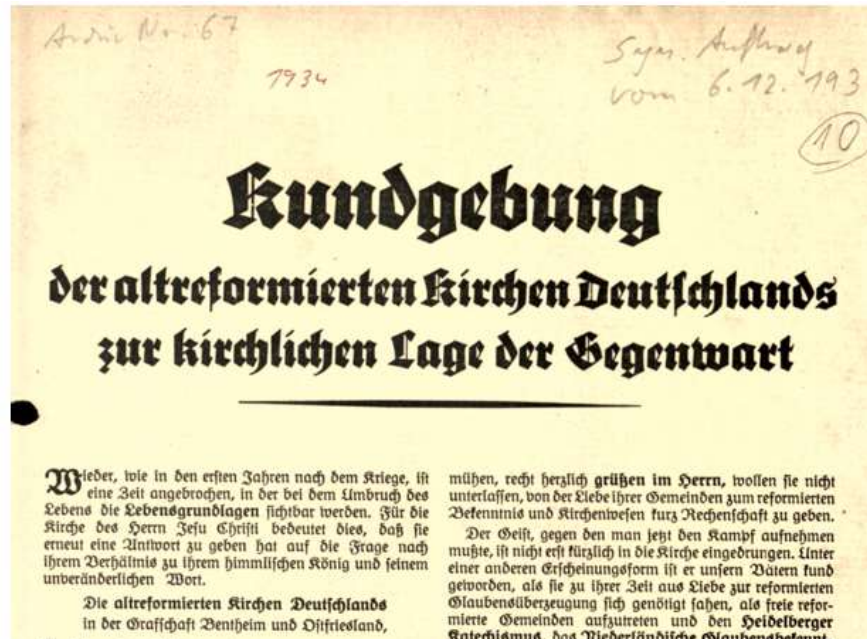 Archiv Nr. 67
1934
vom 6.12.193
10
Kundgebung
der altreformierten Kirchen Deutschlands
zur kirchlichen Lage der Gegenwart
Wieder, wie in den ersten Jahren nach dem Kriege, ist
eine Zeit angebrochen, in der bei dem Umbruch des
Lebens die Lebensgrundlagen sichtbar werden. Für die
Kirche des Herrn Jesu Christi bedeutet dies, daß sie
erneut eine Antwort zu geben hat auf die Frage nach
ihrem Verhältnis zu ihrem himmlischen König und seinem
unveränderlichen Wort.
Die altreformierten Kirchen Deutschlands
in der Grafschaft Bentheim und Ostfriesland,
mühen, recht herzlich grüßen im Herrn, wollen sie nicht
unterlassen, von der Liebe ihrer Gemeinden zum reformierten
Bekenntnis und Kirchenwesen kurz Rechenschaft zu geben.
Der Geist, gegen den man jetzt den Kampf aufnehmen
mußte, ist nicht erst kürzlich in die Kirche eingedrungen. Unter
einer anderen Erscheinungsform ist er unsern Vätern kund
geworden, als sie zu ihrer Zeit aus Liebe zur reformierten
Glaubensüberzeugung sich genötigt sahen, als freie refor-
mierte Gemeinden aufzutreten und den Heidelberger
Katechismus, das Niederländische Glaubensbekennt-